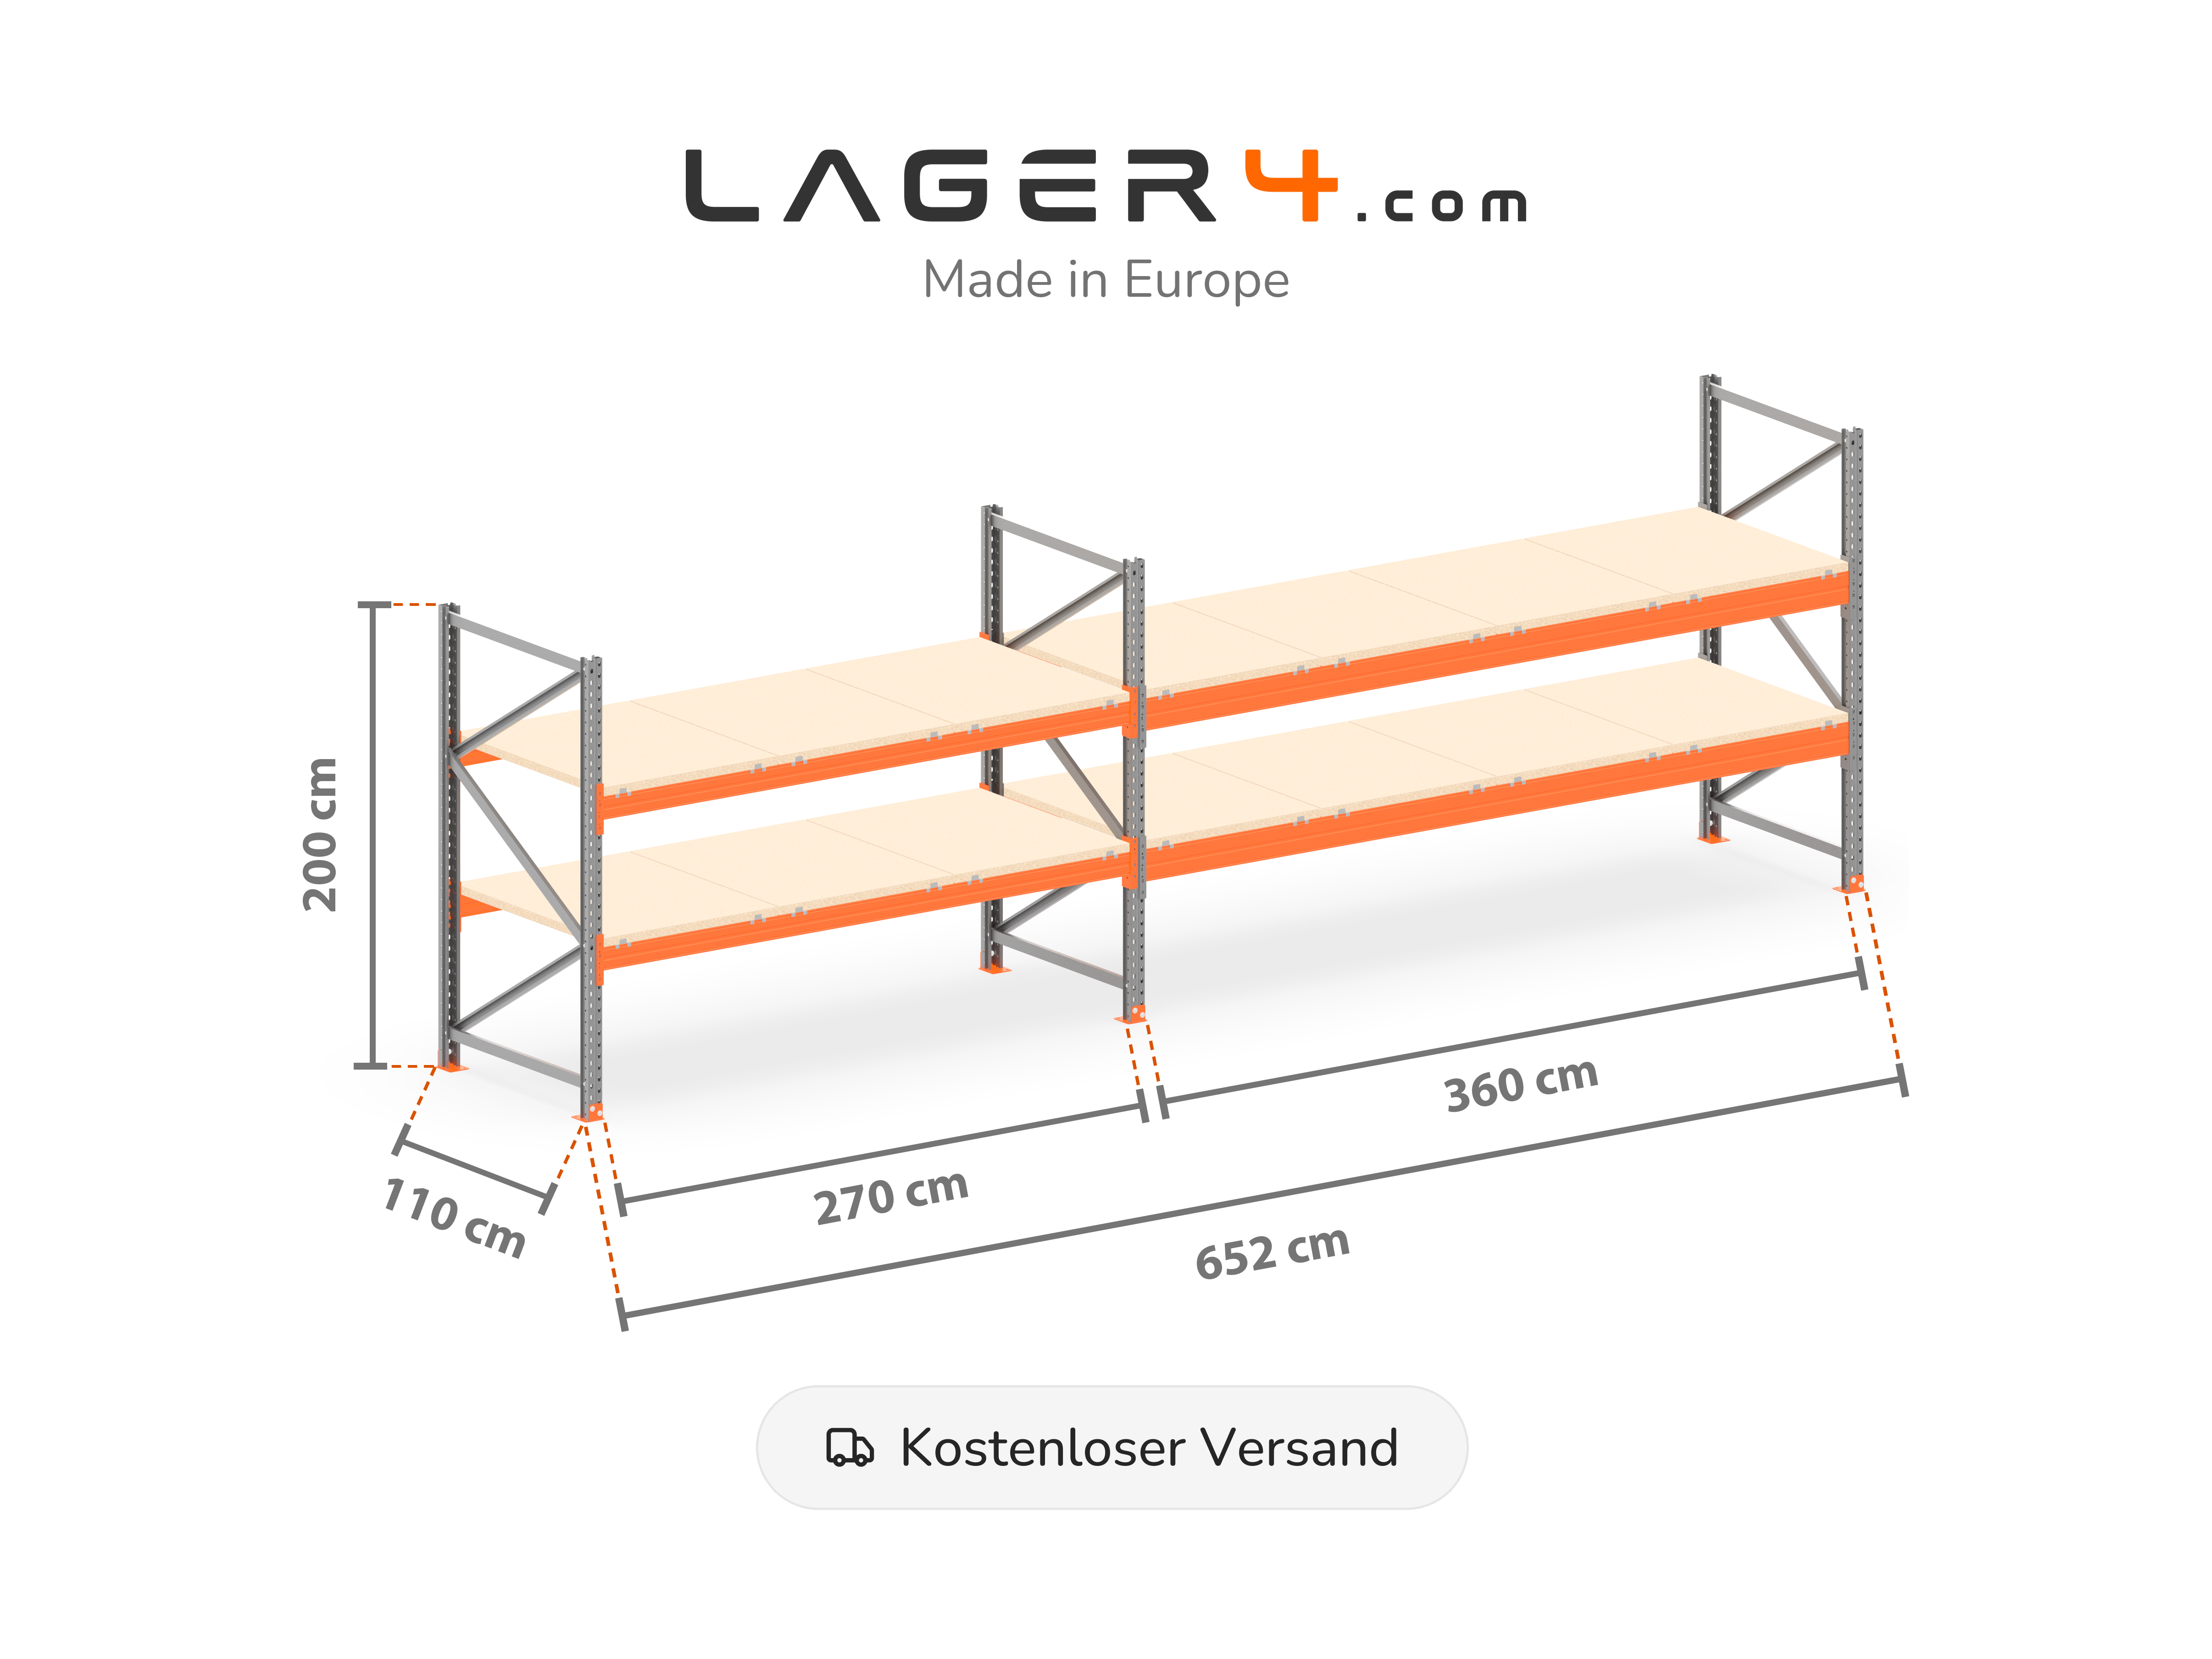 LAGER4.com
Made in Europe
200 cm
110 cm
270 cm
360 cm
652 cm
Kostenloser Versand